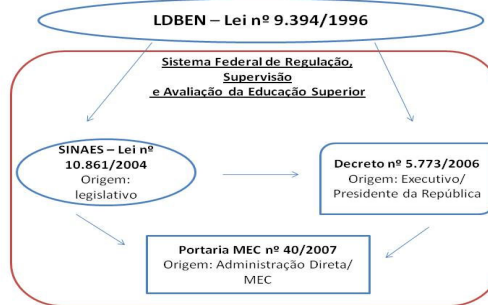 LDBEN – Lei nº 9.394/1996
Sistema Federal de Regulação,
Supervisão
e Avaliação da Educação Superior
SINAES – Lei nº
10.861/2004
Origem:
legislativo
Decreto nº 5.773/2006
Origem: Executivo/
Presidente da República
Portaria MEC nº 40/2007
Origem: Administração Direta/
MEC